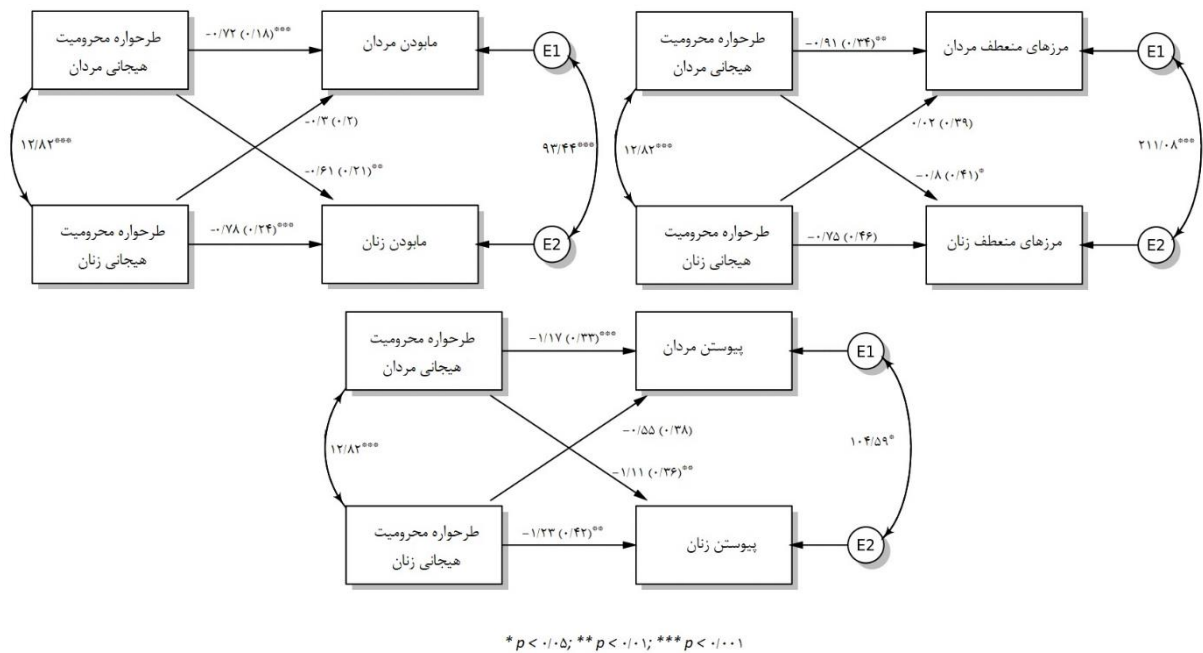 طرحواره محرومیت
هیجانی مردان
-۰/۷۲ (۰/۱۸)***
مابودن مردان
E1
۱۲/۸۲***
-۰/۳ (۰/۲)
-۰/۶۱ (۰/۲۱)**
۹۳/۴۴***
طرحواره محرومیت
هیجانی زنان
-۰/۷۸ (۰/۲۴)***
مابودن زنان
E2
طرحواره محرومیت
هیجانی مردان
-۰/۹۱ (۰/۳۴)**
مرزهای منعطف مردان
E1
۱۲/۸۲***
۰/۰۲ (۰/۳۹)
-۰/۸ (۰/۴۱)*
۲۱۱/۰۸***
طرحواره محرومیت
هیجانی زنان
-۰/۷۵ (۰/۴۶)
مرزهای منعطف زنان
E2
طرحواره محرومیت
هیجانی مردان
-۱/۱۷ (۰/۳۳)***
پیوستن مردان
E1
۱۲/۸۲***
-۰/۵۵ (۰/۳۸)
-۱/۱۱ (۰/۳۶)**
۱۰۴/۵۹*
طرحواره محرومیت
هیجانی زنان
-۱/۲۳ (۰/۴۲)**
پیوستن زنان
E2
* p < ۰/۰۵; ** p < ۰/۰۱; *** p < ۰/۰۰۱